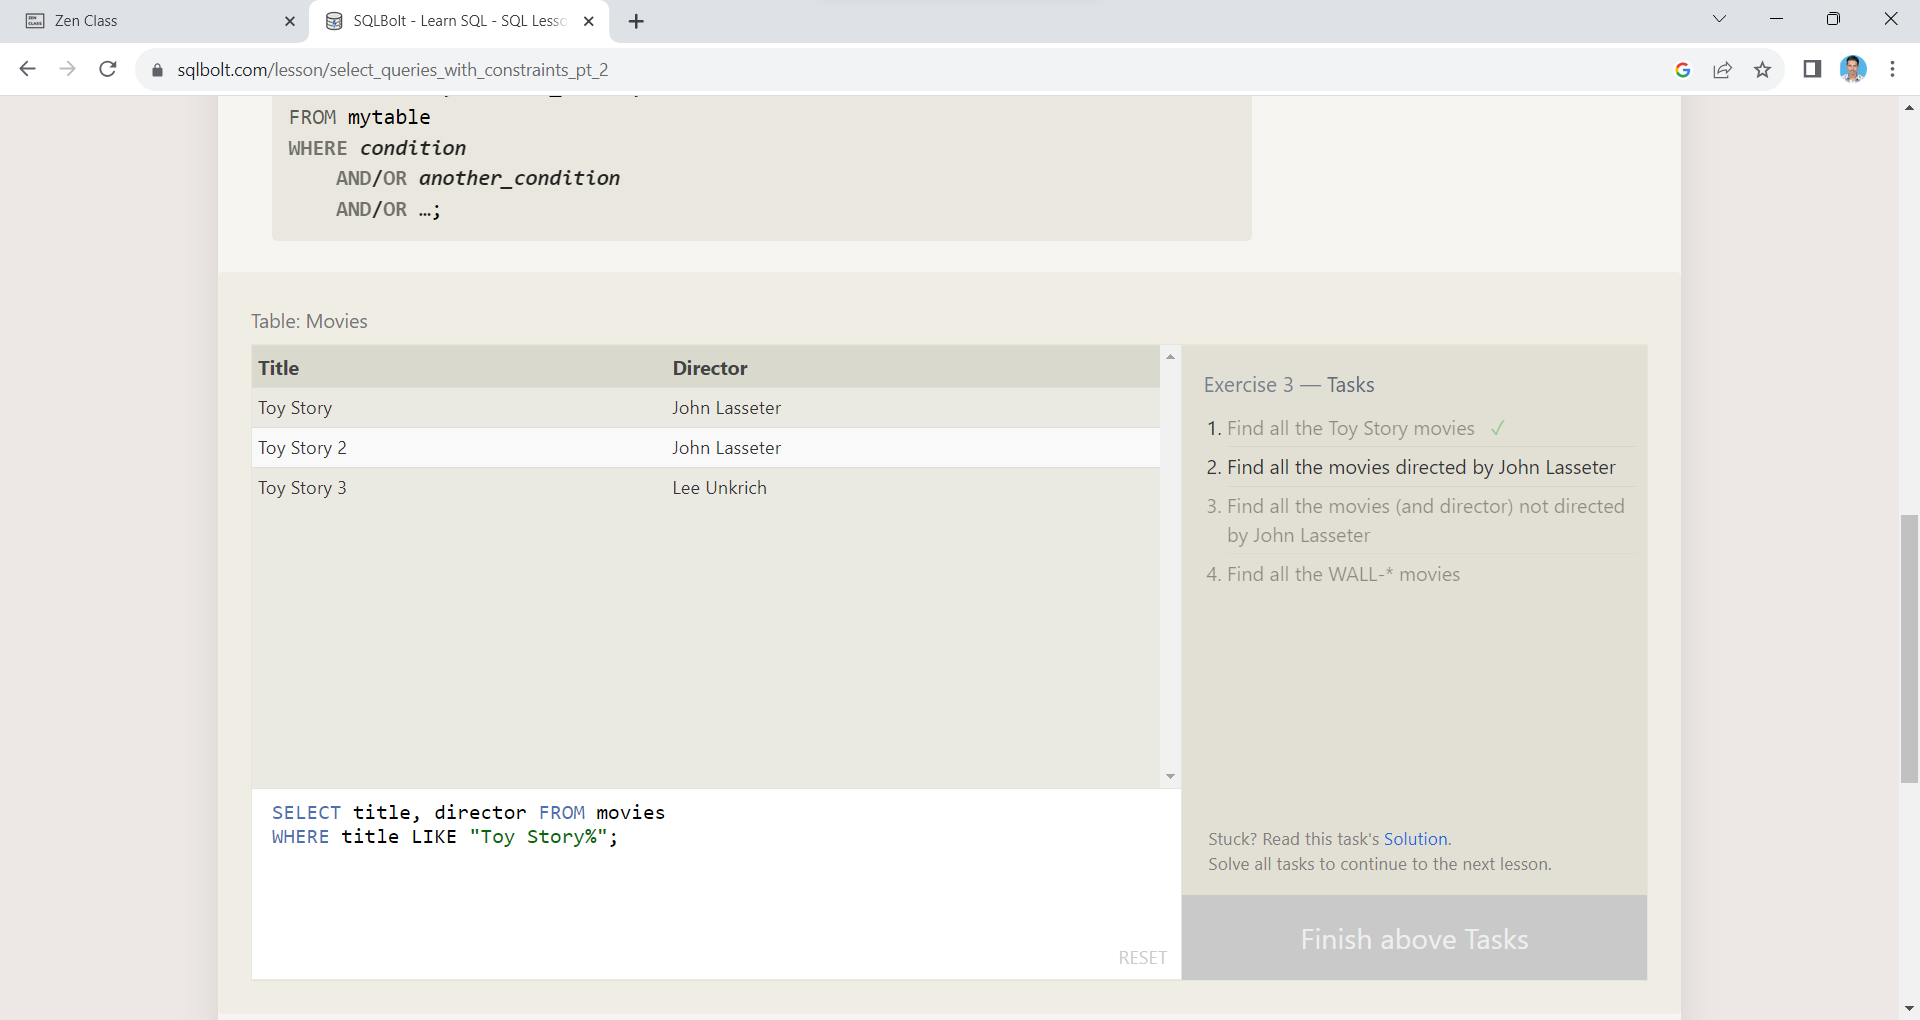 Zen Class
SQLBolt - Learn SQL - SQL Lesso
sqlbolt.com/lesson/select_queries_with_constraints_pt_2
FROM mytable
WHERE condition
AND/OR another_condition
AND/OR …;
Table: Movies
Title Director
Toy Story John Lasseter
Toy Story 2 John Lasseter
Toy Story 3 Lee Unkrich
SELECT title, director FROM movies
WHERE title LIKE "Toy Story%";
RESET
Exercise 3 — Tasks
1. Find all the Toy Story movies ✓
2. Find all the movies directed by John Lasseter
3. Find all the movies (and director) not directed
by John Lasseter
4. Find all the WALL-* movies
Stuck? Read this task's Solution.
Solve all tasks to continue to the next lesson.
Finish above Tasks